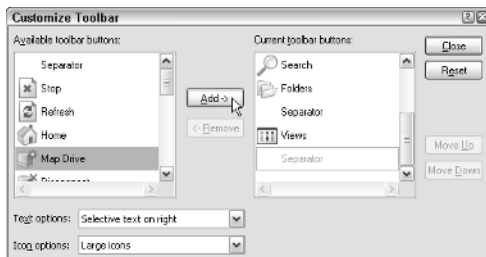 Customize Toolbar
Available toolbar buttons:
Separator
Stop
Refresh
Home
Map Drive
Disconnect
Add ->
<- Remove
Current toolbar buttons:
Search
Folders
Separator
Views
Separator
Close
Reset
Move Up
Move Down
Text options: Selective text on right
Icon options: Large icons